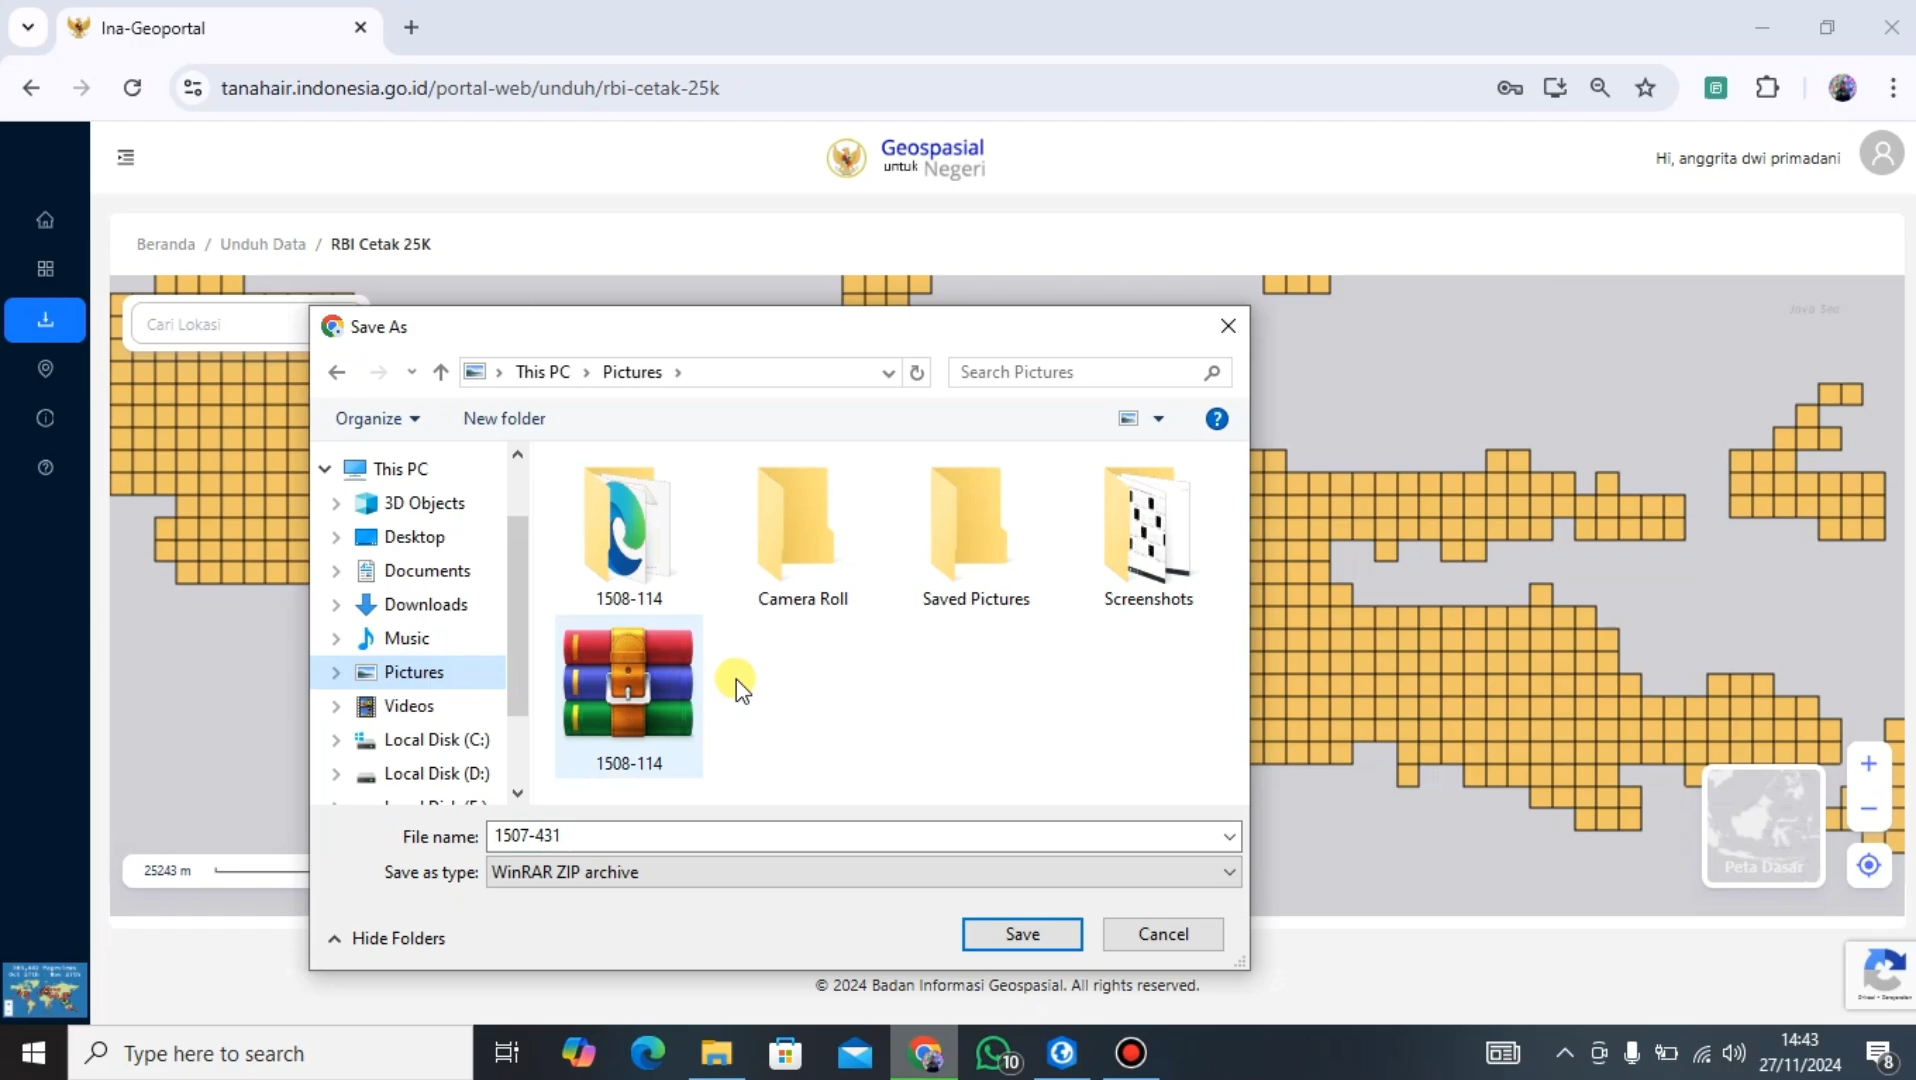 Ina-Geoportal
tanahair.indonesia.go.id/portal-web/unduh/rbi-cetak-25k
Geospasial
untuk Negeri
Hi, anggrita dwi primadani
Beranda / Unduh Data / RBI Cetak 25K
Cari Lokasi
Java Sea
Save As
This PC
Pictures
Search Pictures
Organize
New folder
This PC
3D Objects
Desktop
Documents
Downloads
Music
Pictures
Videos
Local Disk (C:)
Local Disk (D:)
1508-114
Camera Roll
Saved Pictures
Screenshots
1508-114
File name: 1507-431
Save as type: WinRAR ZIP archive
Hide Folders
Save
Cancel
25243 m
Peta Dasar
© 2024 Badan Informasi Geospasial. All rights reserved.
Type here to search
10
14:43
27/11/2024
8